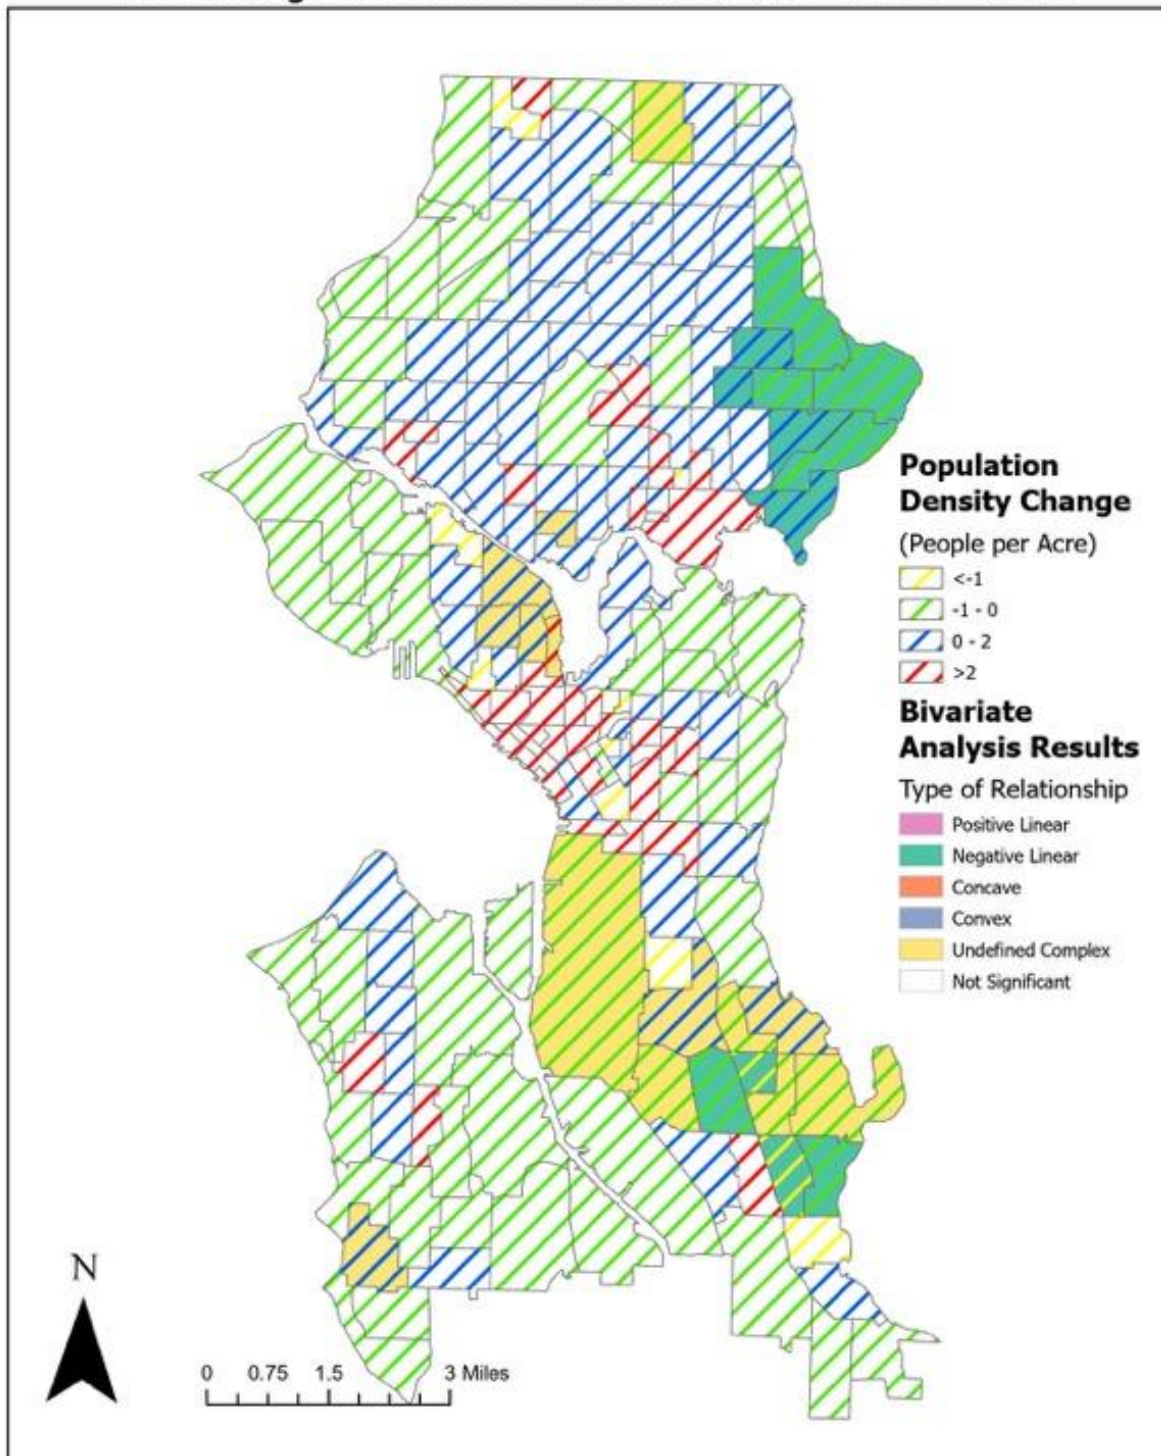 Population
Density Change
(People per Acre)
<-1
-1 - 0
0 - 2
>2
Bivariate
Analysis Results
Type of Relationship
Positive Linear
Negative Linear
Concave
Convex
Undefined Complex
Not Significant
N
0 0.75 1.5 3 Miles